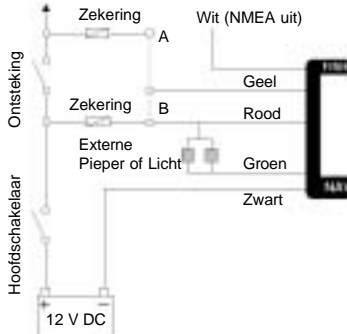 Zekering
Wit (NMEA uit)
A
Ontsteking
Geel
Zekering
B
Rood
Externe
Pieper of Licht
Groen
Zwart
Hoofdschakelaar
+ –
12 V DC